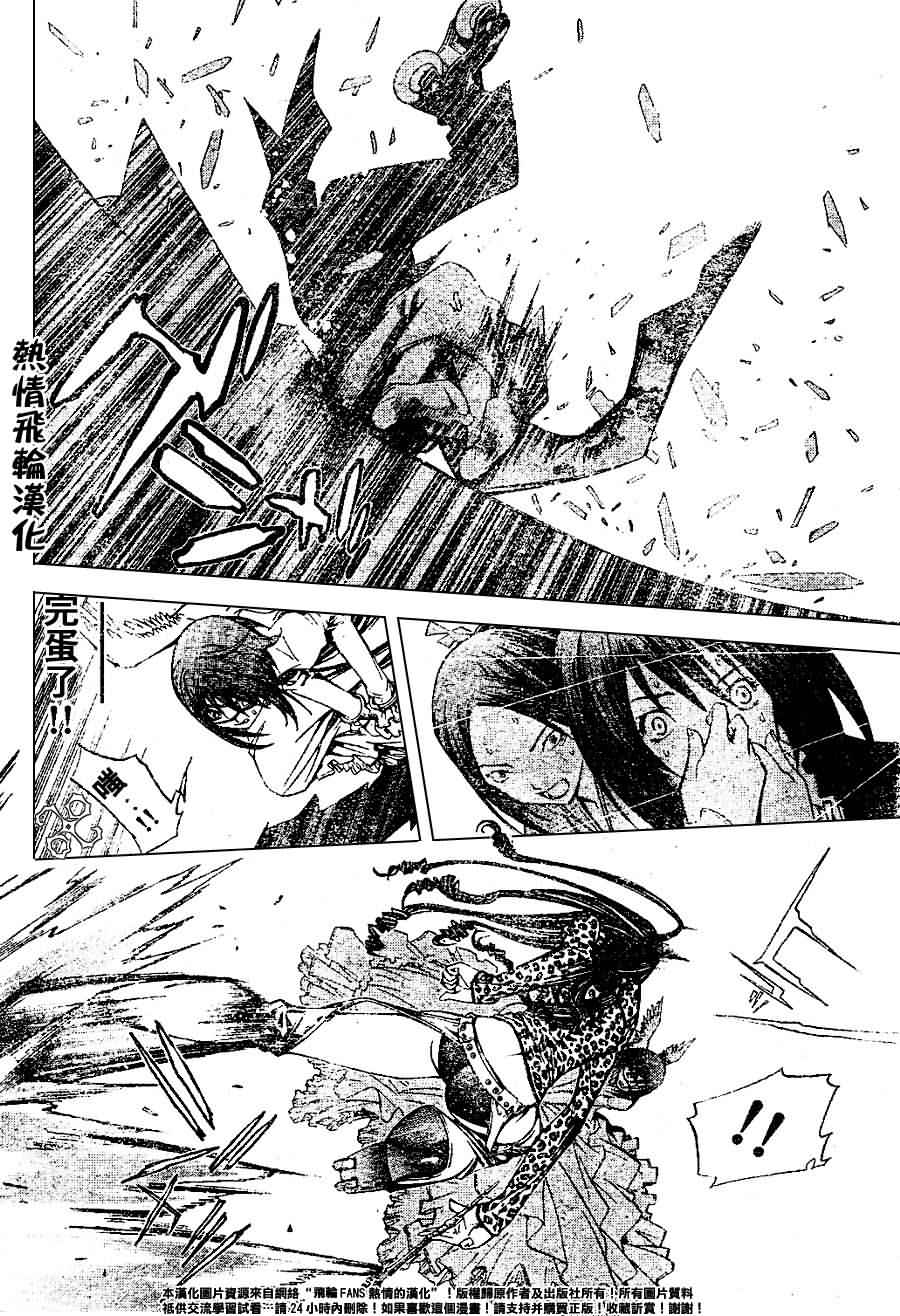 熱情飛輪漢化
完蛋了!!
!!
本漢化圖片資源來自網絡 “飛輪FANS 熱情的漢化” ！版權歸原作者及出版社所有！所有圖片資料
祗供交流學習試看…請24小時內刪除！如果喜歡這個漫畫！請支持并購買正版！收藏訢賞！謝謝！